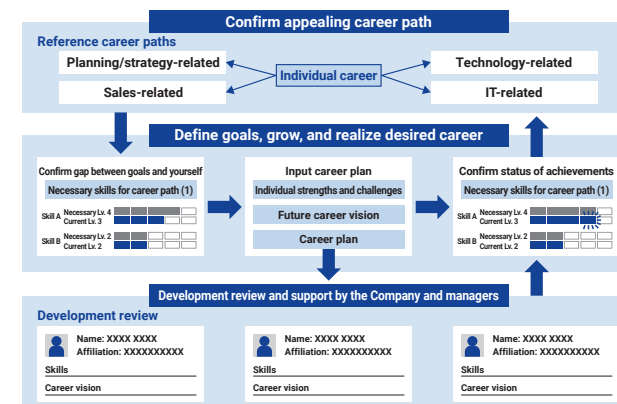 Confirm appealing career path
Reference career paths
Planning/strategy-related
Technology-related
Individual career
Sales-related
IT-related
Define goals, grow, and realize desired career
Confirm gap between goals and yourself
Necessary skills for career path (1)
Skill A
Necessary Lv. 4
Current Lv. 3
Skill B
Necessary Lv. 2
Current Lv. 2
Input career plan
Individual strengths and challenges
Future career vision
Career plan
Confirm status of achievements
Necessary skills for career path (1)
Skill A
Necessary Lv. 4
Current Lv. 3
Skill B
Necessary Lv. 2
Current Lv. 2
Development review and support by the Company and managers
Development review
Name: XXXX XXXX
Affiliation: XXXXXXXXXX
Skills
Career vision
Name: XXXX XXXX
Affiliation: XXXXXXXXXX
Skills
Career vision
Name: XXXX XXXX
Affiliation: XXXXXXXXXX
Skills
Career vision